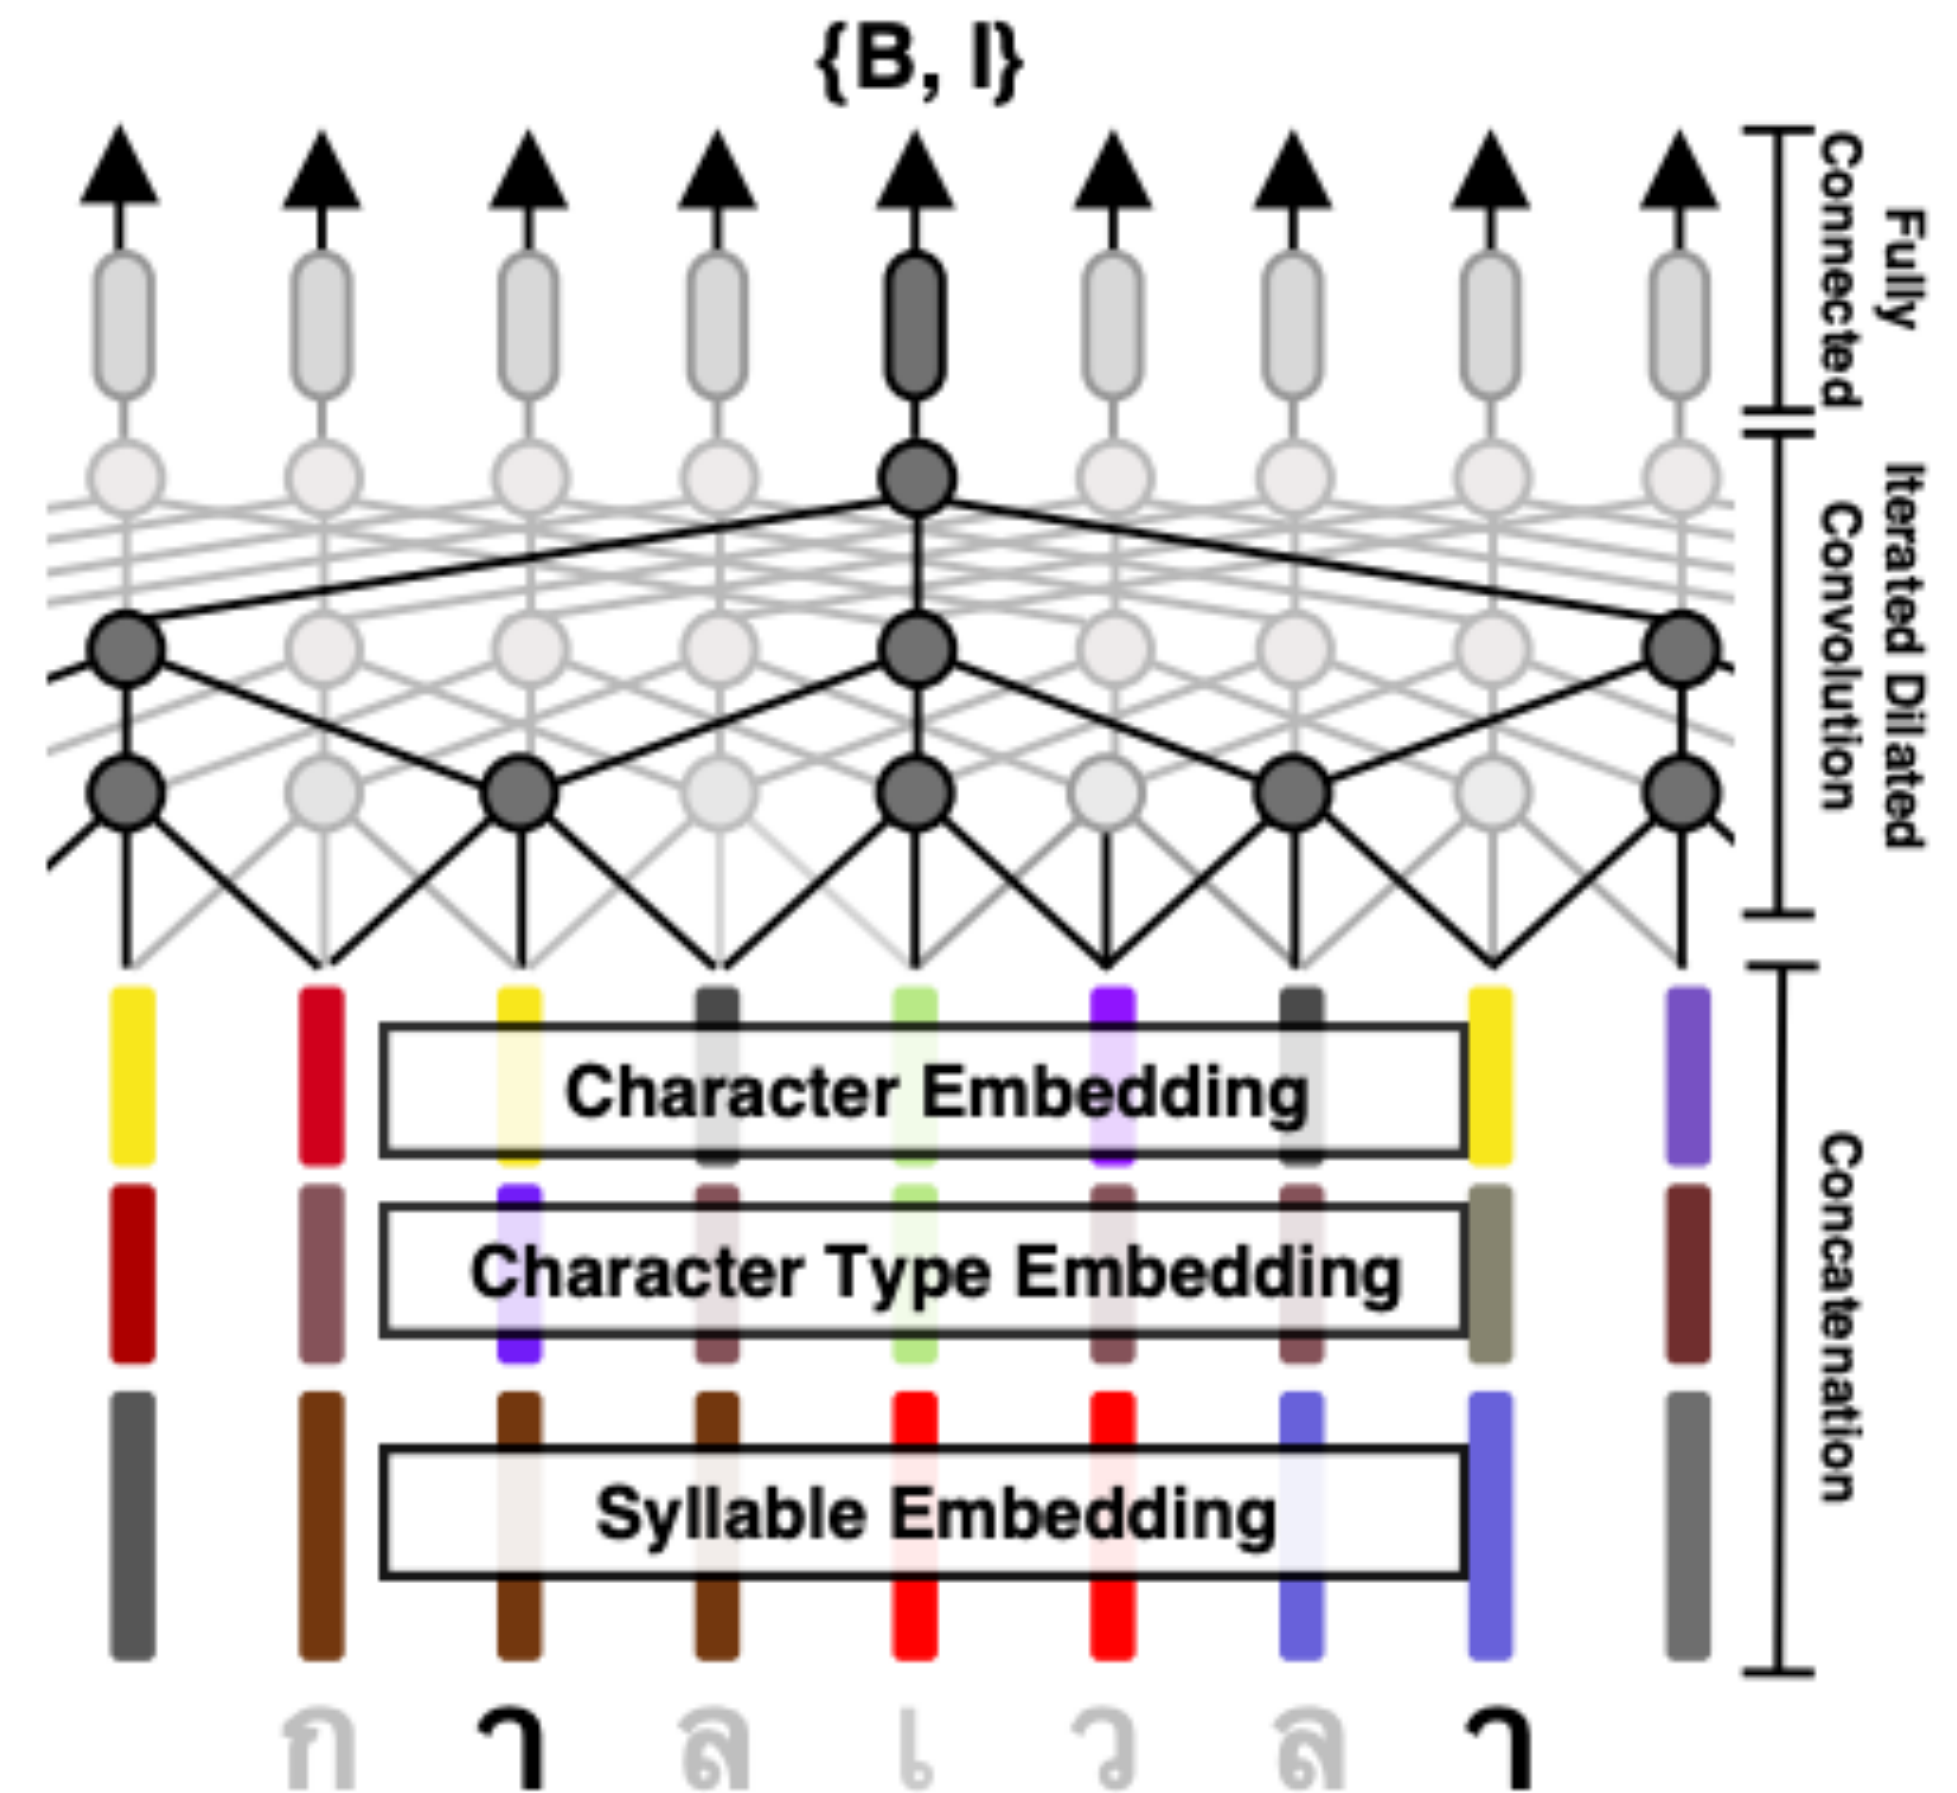 {B, I}
Fully
Connected
Iterated Dilated
Convolution
Character Embedding
Character Type Embedding
Syllable Embedding
Concatenation
ก า ล เ ว ล า